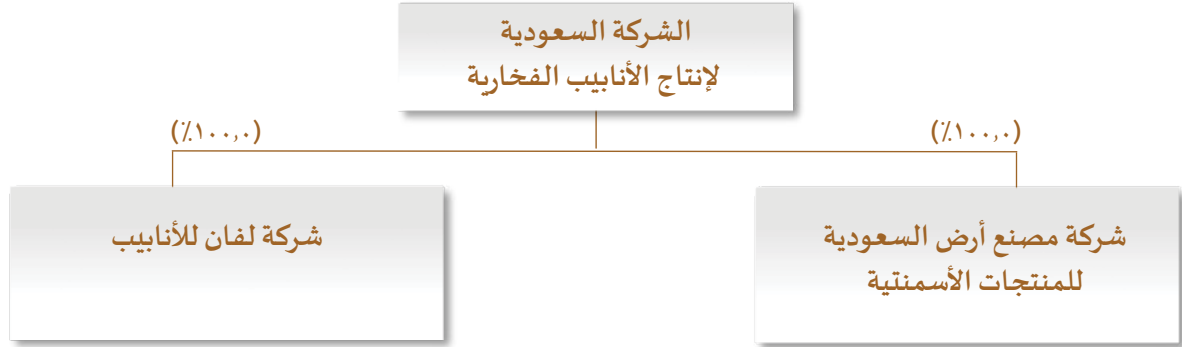 الشركة السعودية
لإنتاج الأنابيب الفخارية
(٪١٠٠,٠)
(٪١٠٠,٠)
شركة مصنع أرض السعودية
للمنتجات الأسمنتية
شركة لفان للأنابيب